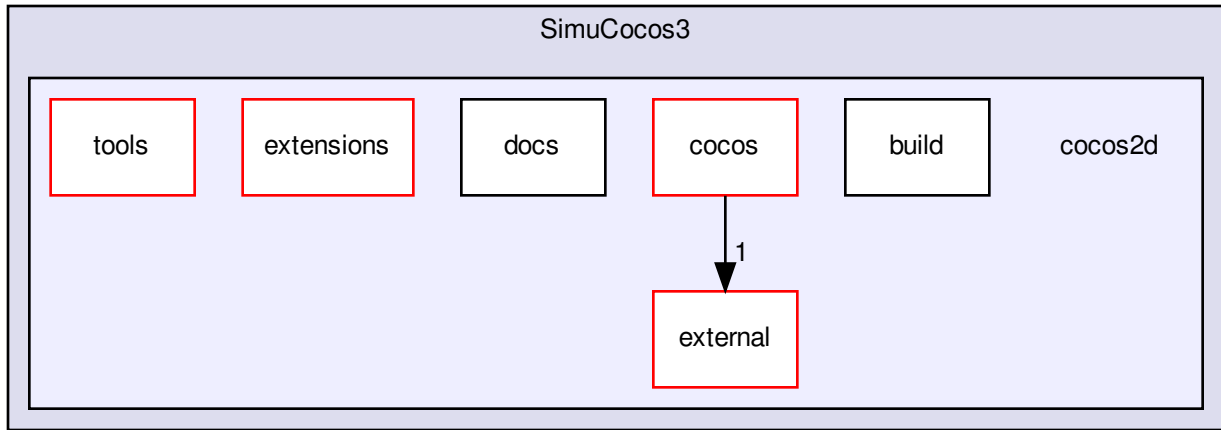 SimuCocos3
tools
extensions
docs
cocos
build
cocos2d
1
external